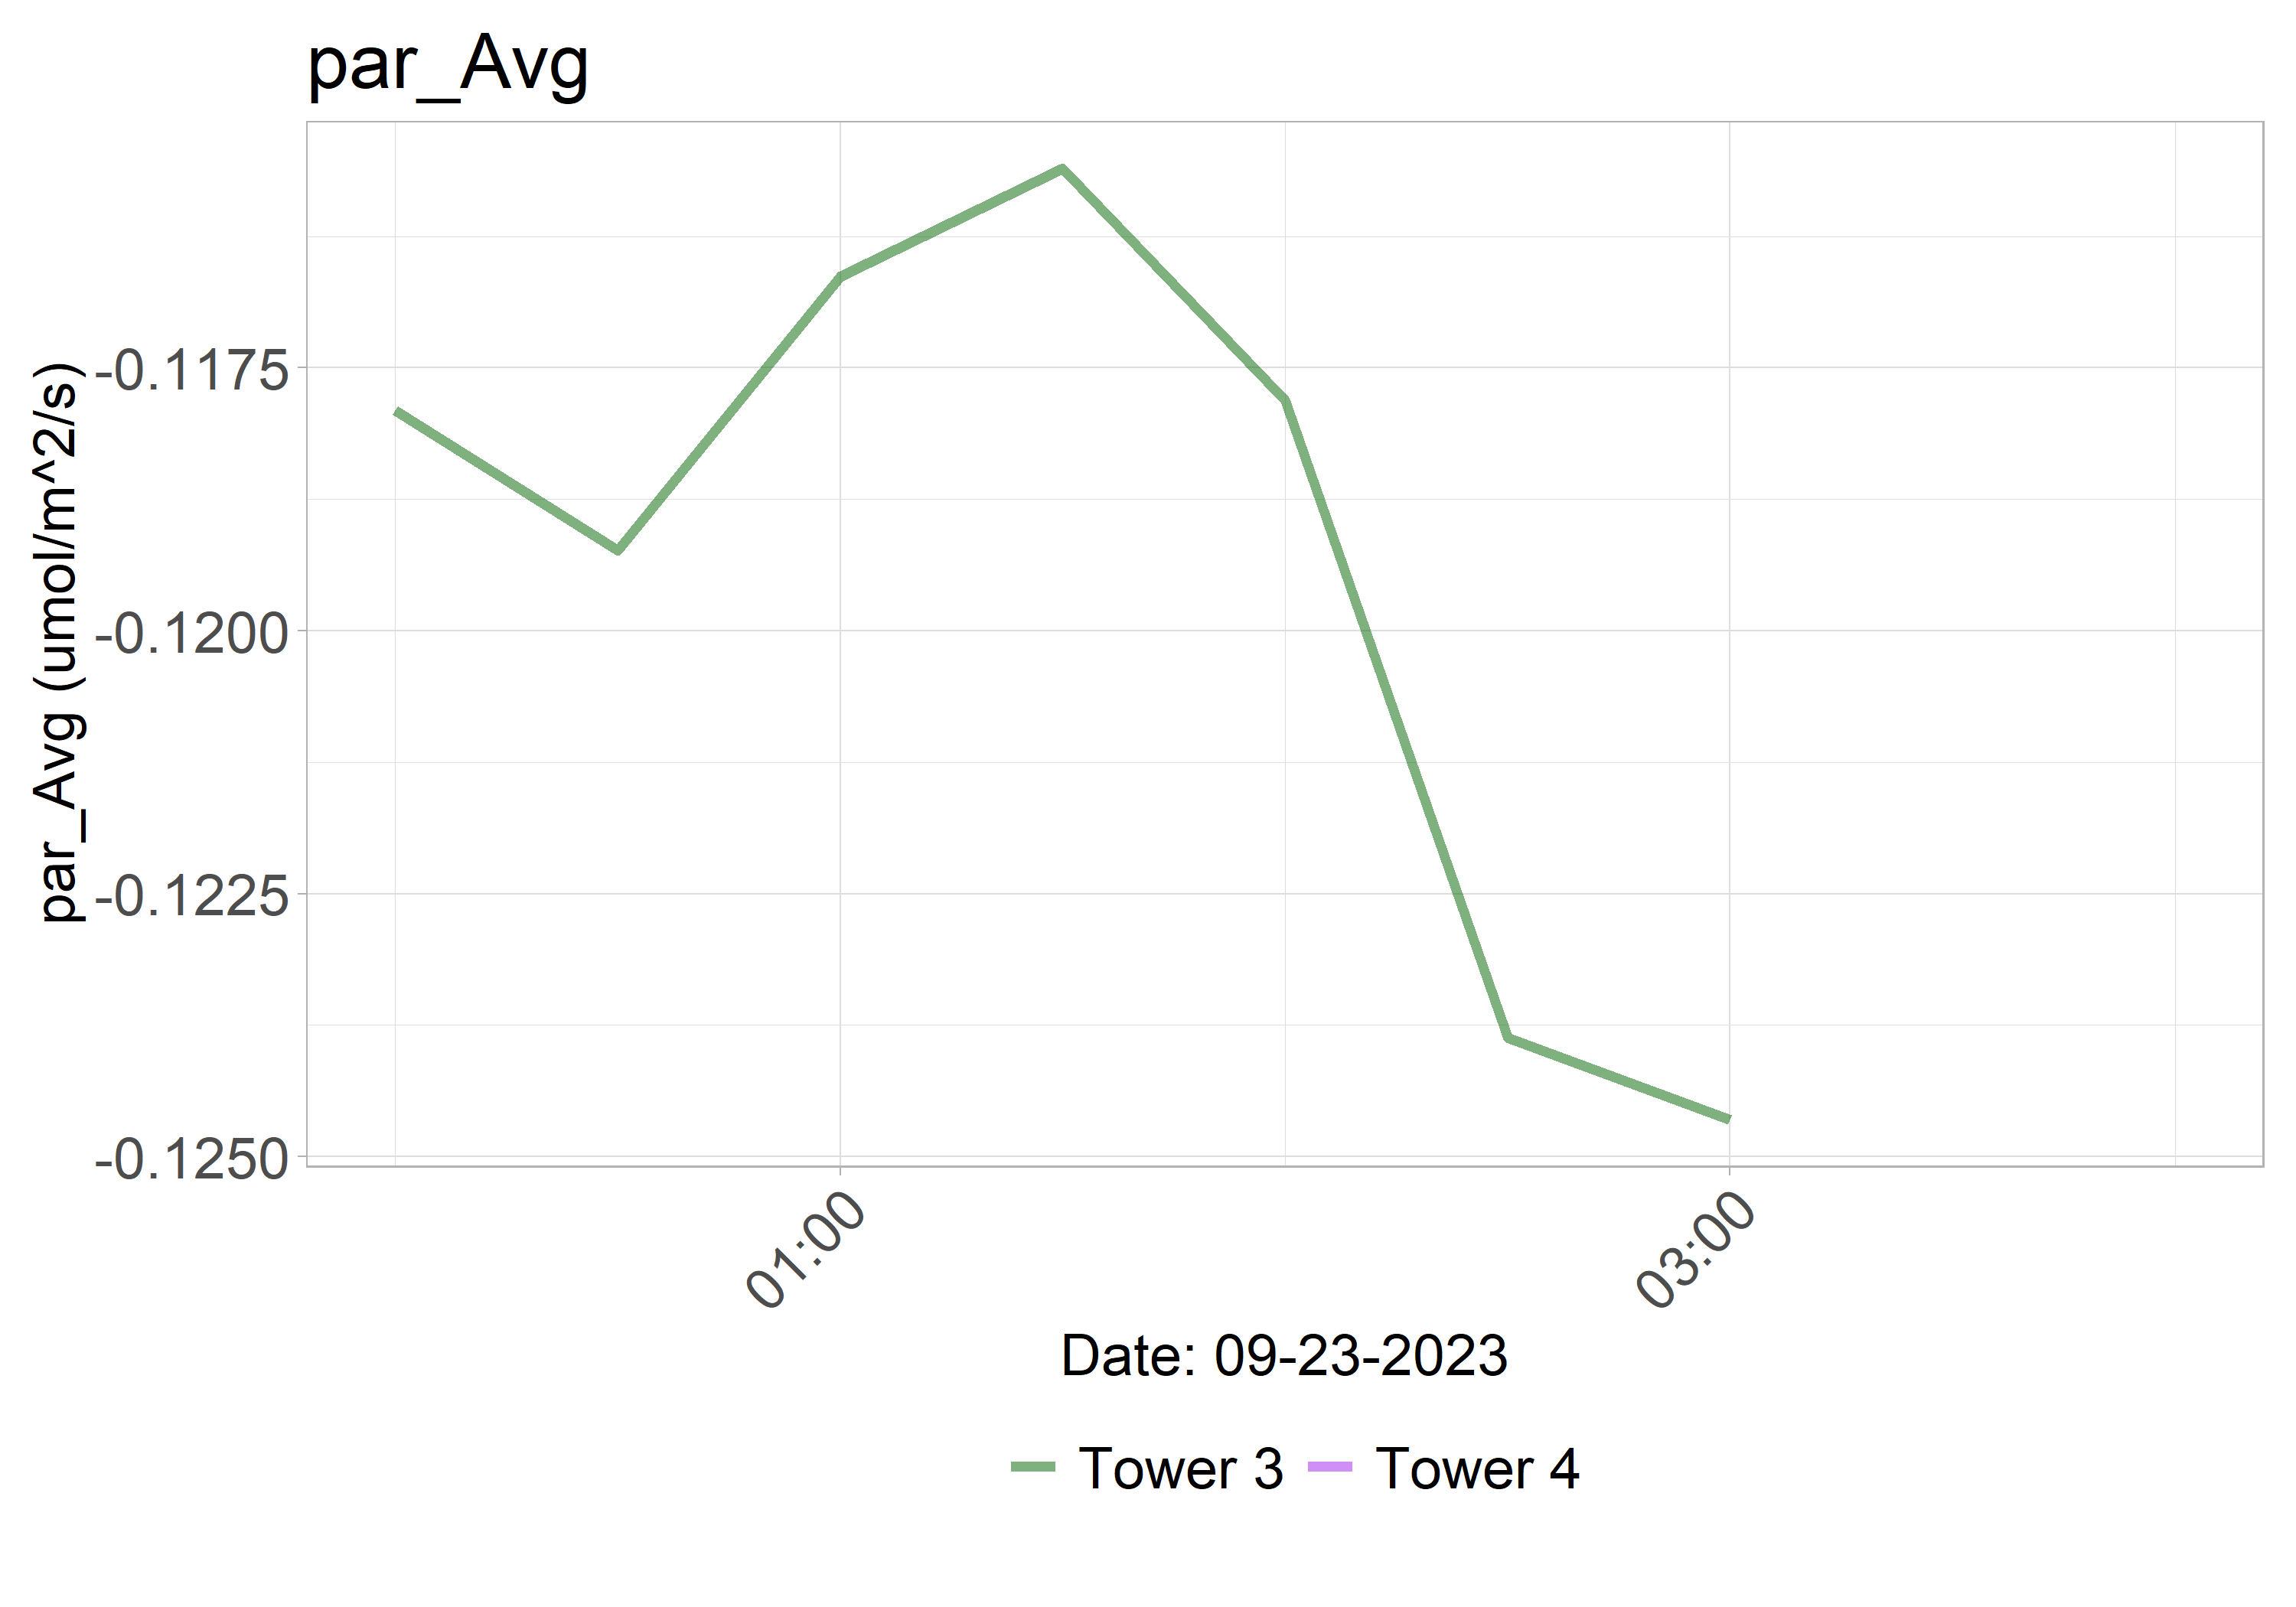 par_Avg
par_Avg (umol/m^2/s)
-0.1175
-0.1200
-0.1225
-0.1250
01:00
03:00
Date: 09-23-2023
Tower 3 Tower 4